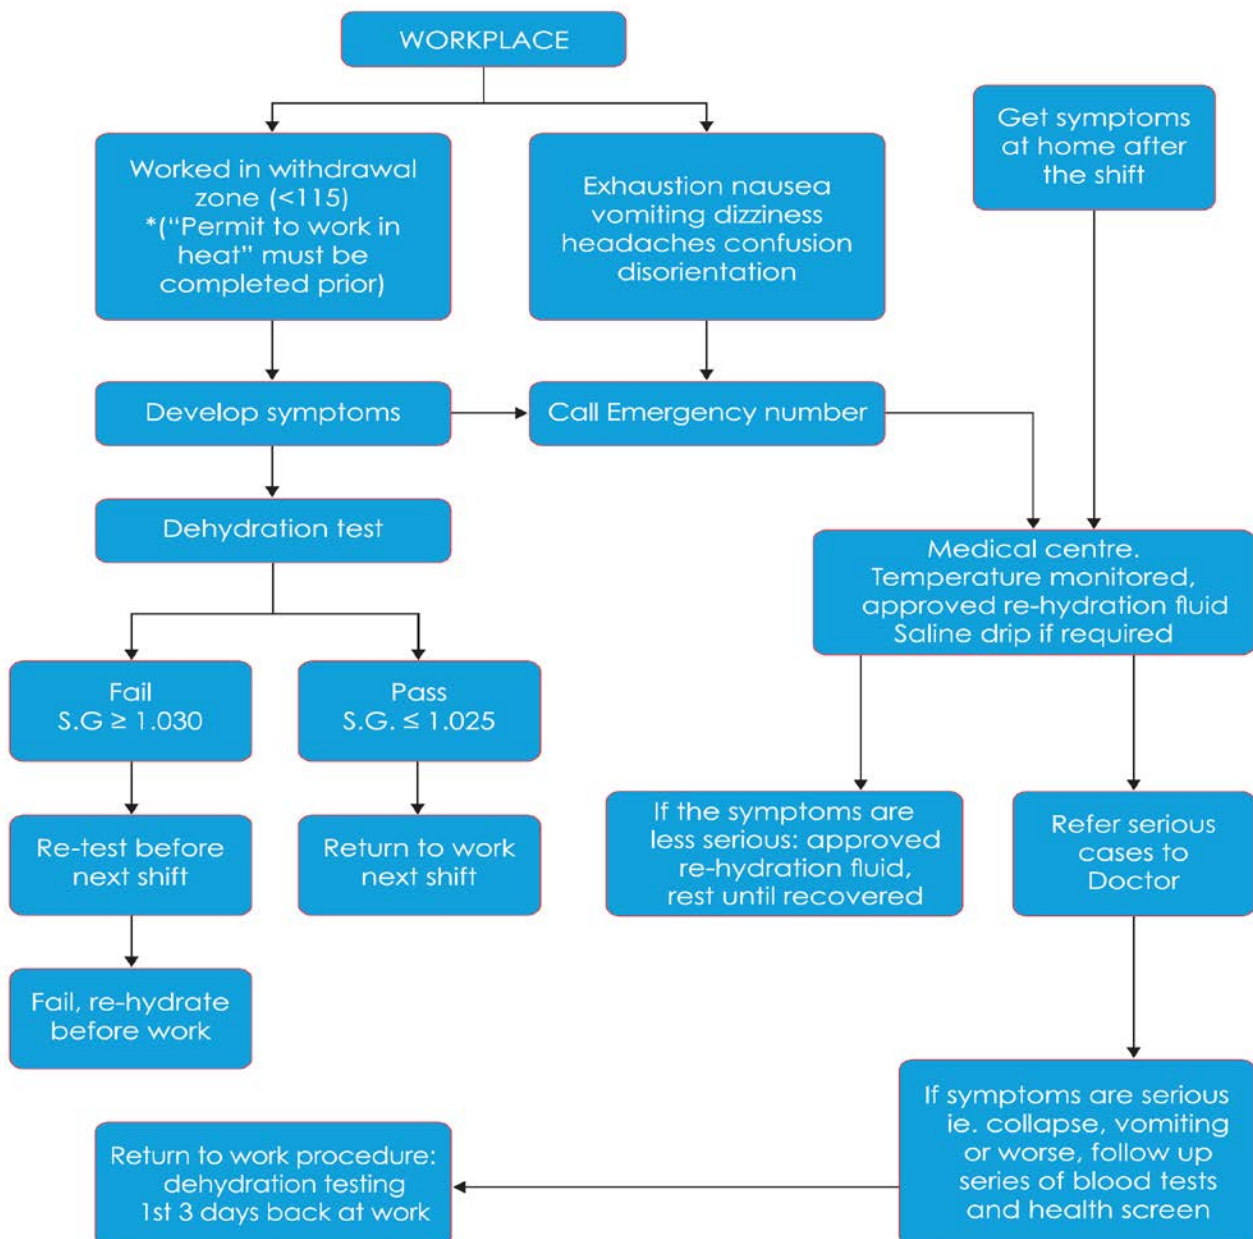 WORKPLACE
Worked in withdrawal
zone (<115)
*(“Permit to work in
heat” must be
completed prior)
Exhaustion nausea
vomiting dizziness
headaches confusion
disorientation
Get symptoms
at home after
the shift
Develop symptoms
Call Emergency number
Dehydration test
Medical centre.
Temperature monitored,
approved re-hydration fluid
Saline drip if required
Fail
S.G ≥ 1.030
Pass
S.G. ≤ 1.025
If the symptoms are
less serious: approved
re-hydration fluid,
rest until recovered
Refer serious
cases to
Doctor
Re-test before
next shift
Return to work
next shift
Fail, re-hydrate
before work
If symptoms are serious
ie. collapse, vomiting
or worse, follow up
series of blood tests
and health screen
Return to work procedure:
dehydration testing
1st 3 days back at work